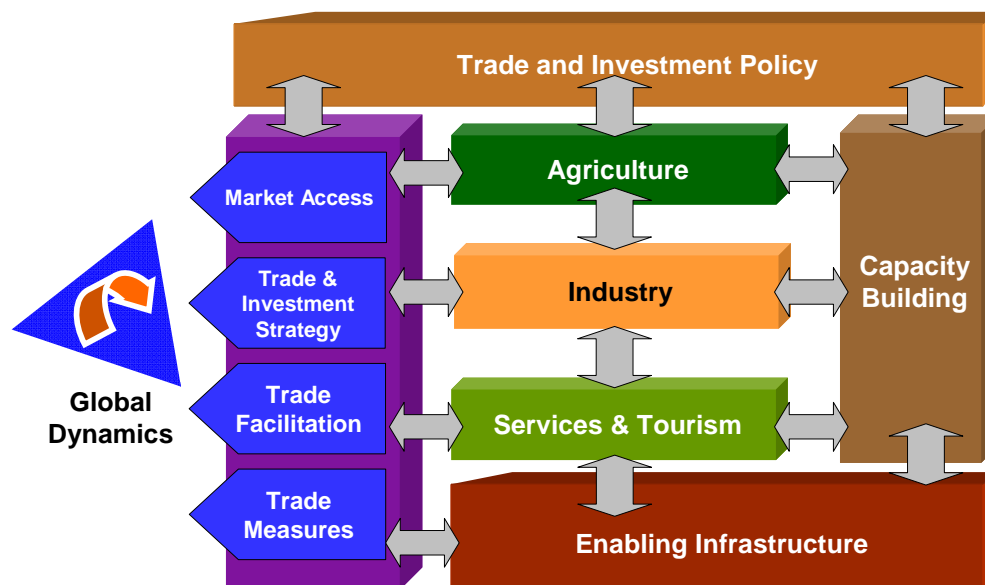 Trade and Investment Policy
Market Access
Agriculture
Capacity
Building
Trade &
Investment
Strategy
Industry
Global
Dynamics
Trade
Facilitation
Services & Tourism
Trade
Measures
Enabling Infrastructure